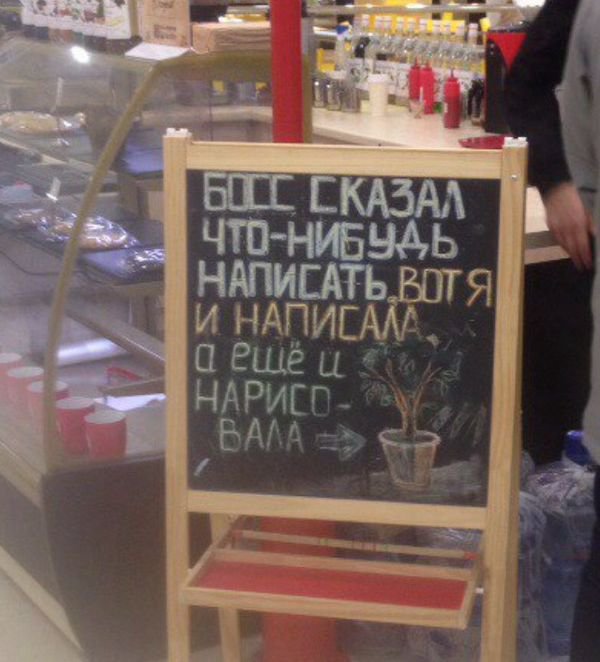 БОСС СКАЗАЛ
ЧТО-НИБУДЬ
НАПИСАТЬ, ВОТ Я
И НАПИСАЛА
а ещё и
НАРИСО-
ВАЛА →